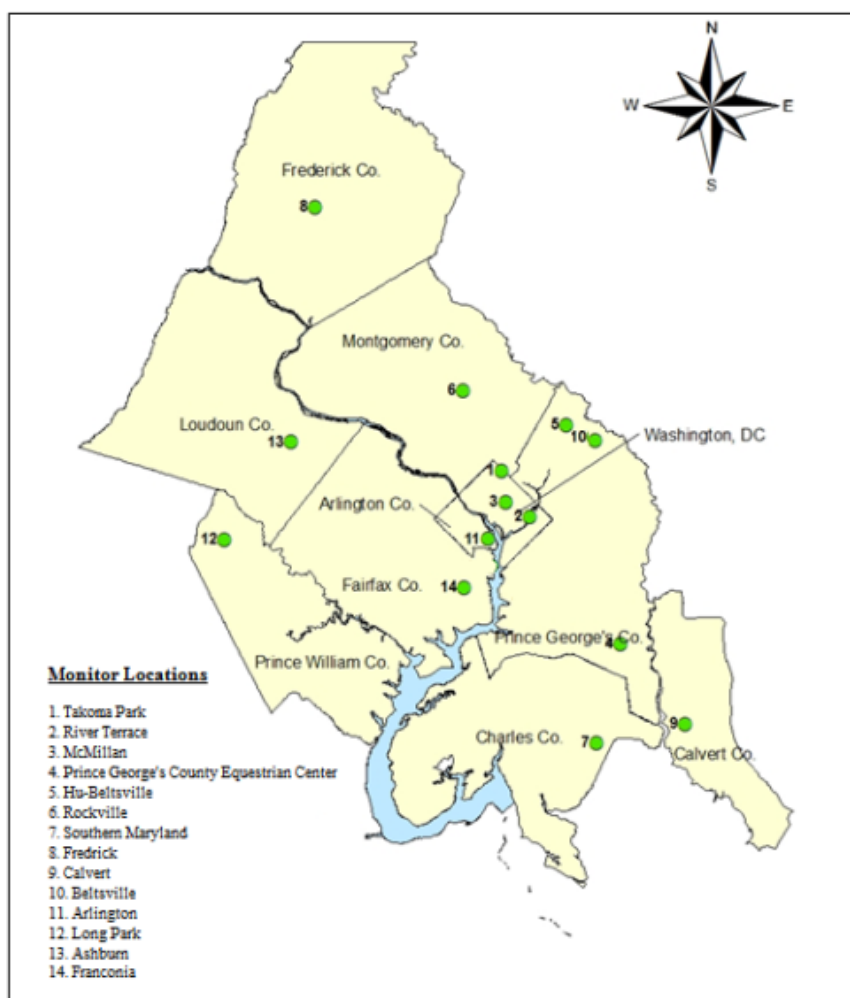 N
W
E
S
Frederick Co.
8
Montgomery Co.
6
Loudoun Co.
13
5
10
Washington, DC
1
3
Arlington Co.
2
11
12
Fairfax Co.
14
Prince George's Co.
4
Prince William Co.
9
Charles Co.
7
Calvert Co.
Monitor Locations
1. Takoma Park
2. River Terrace
3. McMillan
4. Prince George's County Equestrian Center
5. Hu-Beltsville
6. Rockville
7. Southern Maryland
8. Fredrick
9. Calvert
10. Beltsville
11. Arlington
12. Long Park
13. Ashburn
14. Franconia